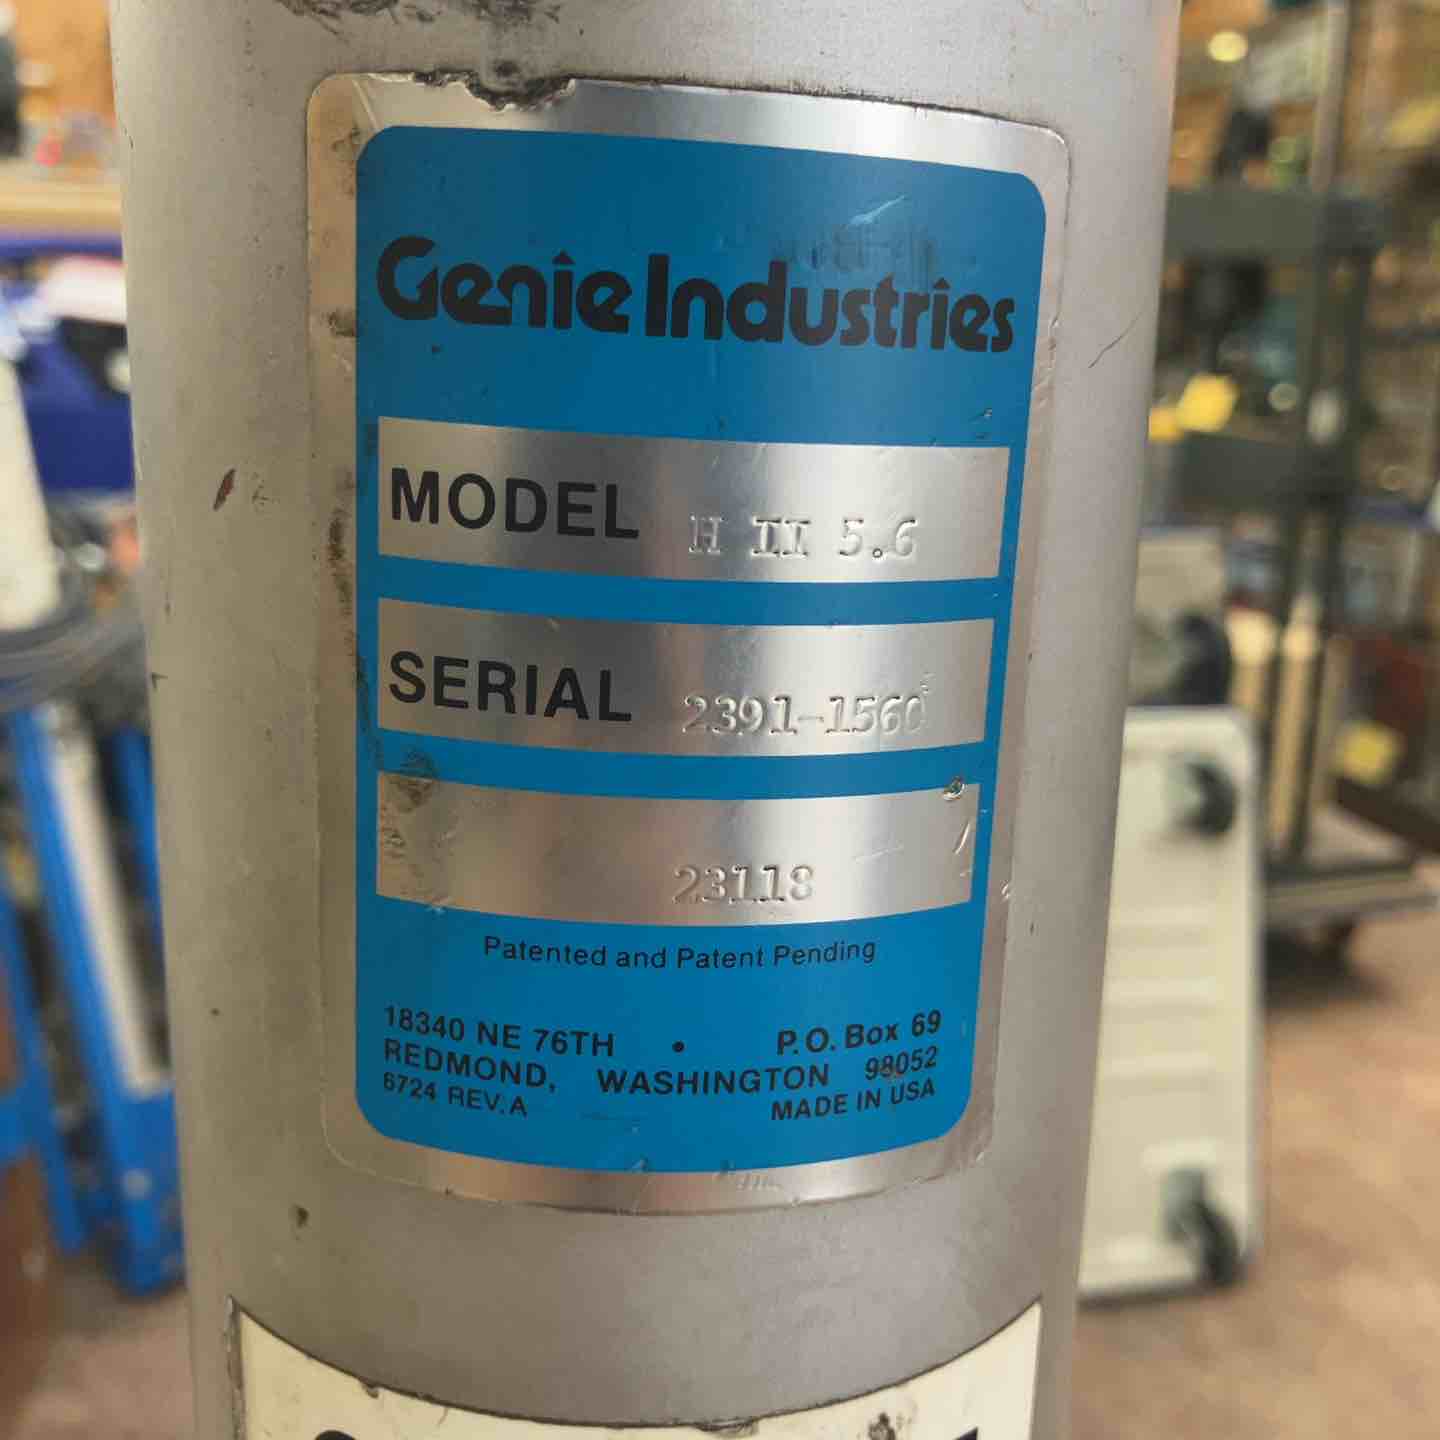 Genie Industries
MODEL H II 5.6
SERIAL 2391-1560
23118
Patented and Patent Pending
18340 NE 76TH • P.O. Box 69
REDMOND, WASHINGTON 98052
6724 REV. A MADE IN USA